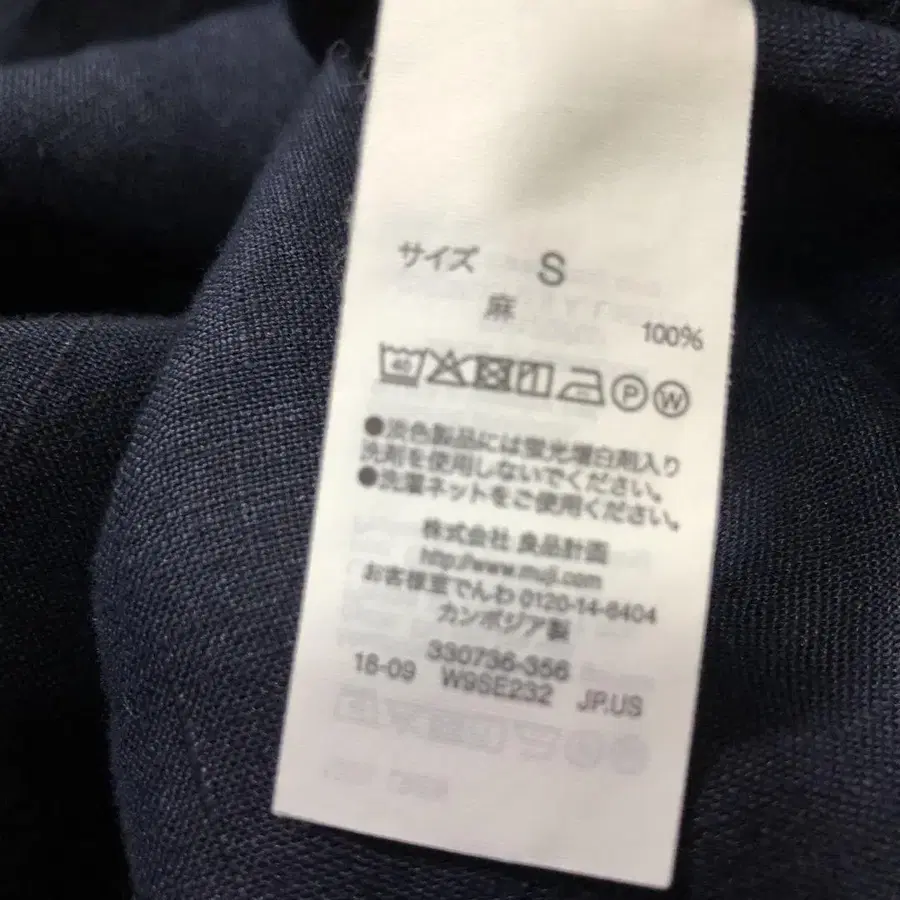 サイズ S
麻 100%
40
P W
●淡色製品には蛍光増白剤入り
洗剤を使用しないでください。
●洗濯ネットをご使用ください。
株式会社 良品計画
http://www.muji.com
お客様室でんわ 0120-14-6404
カンボジア製
330736-356
18-09 W9SE232 JP.US